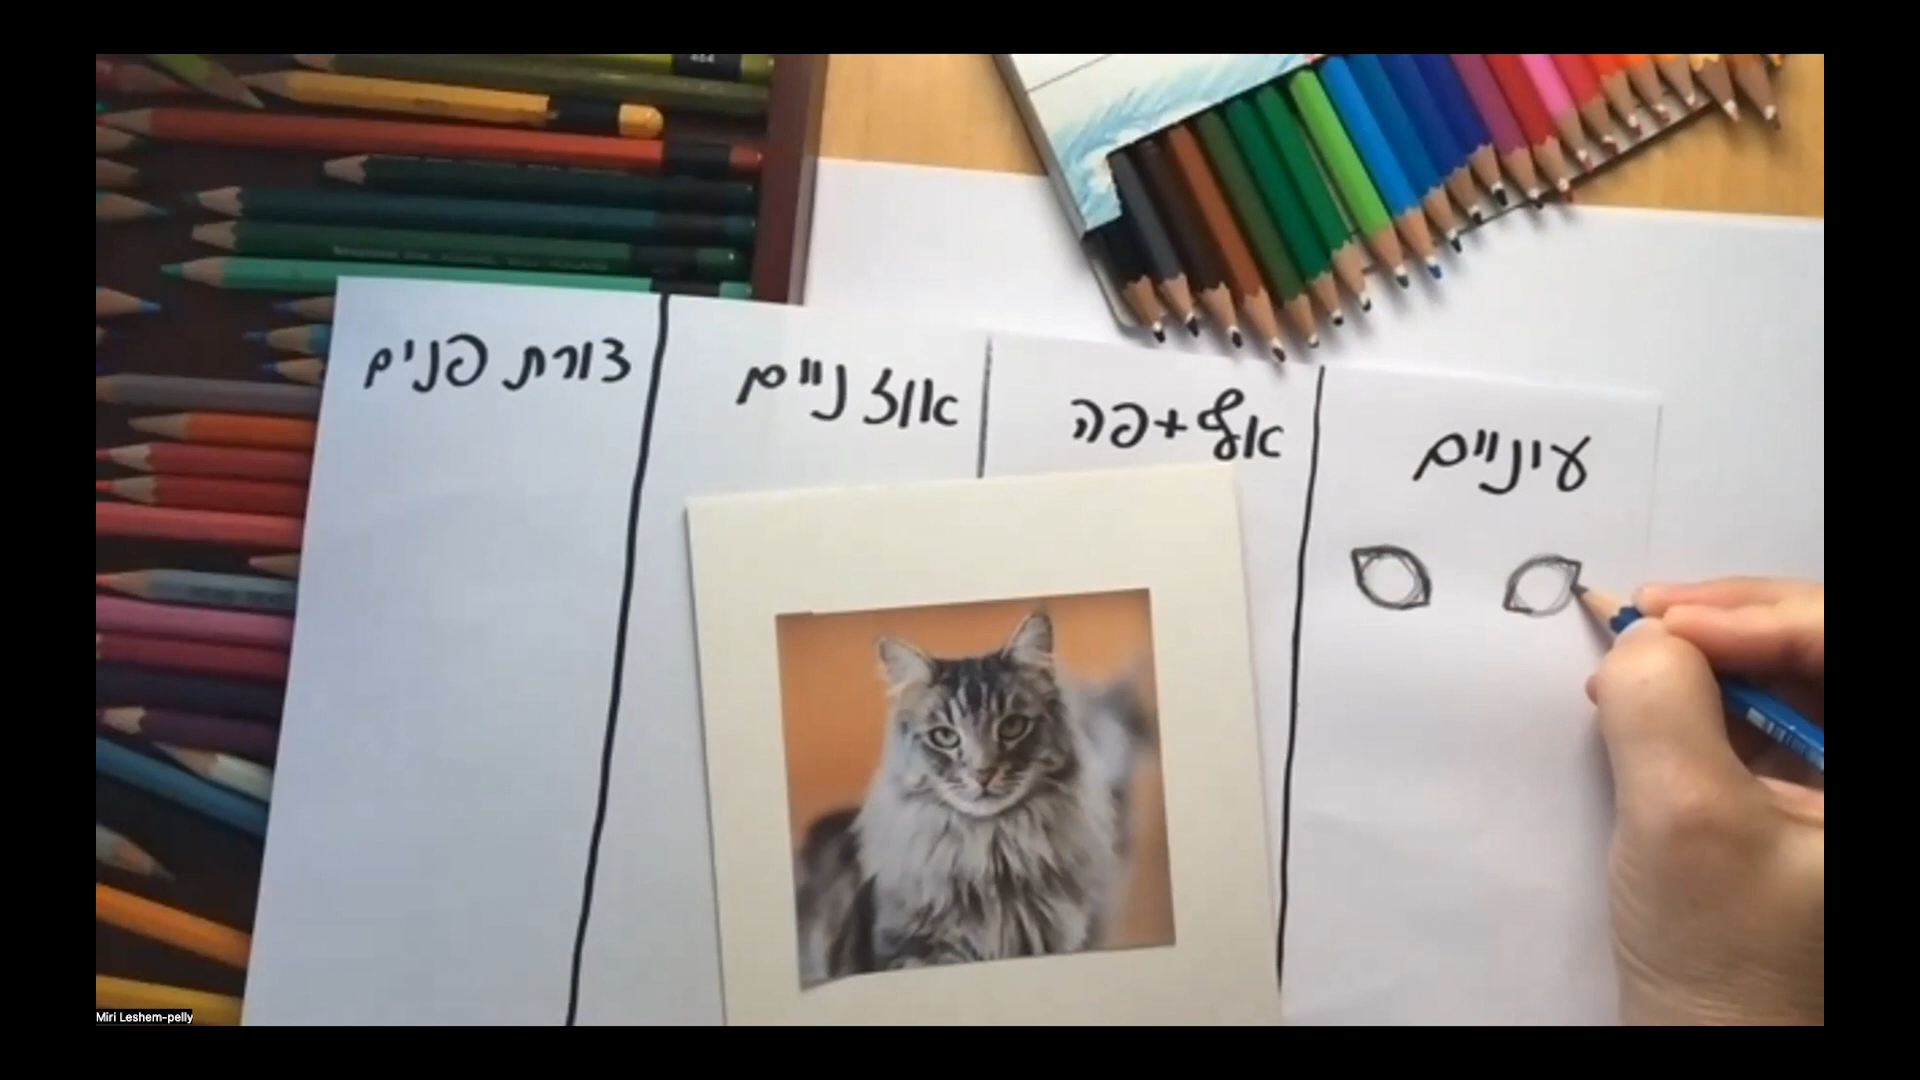 עיניים
אף+פה
אוזניים
צורת פנים
Miri Leshem-pelly